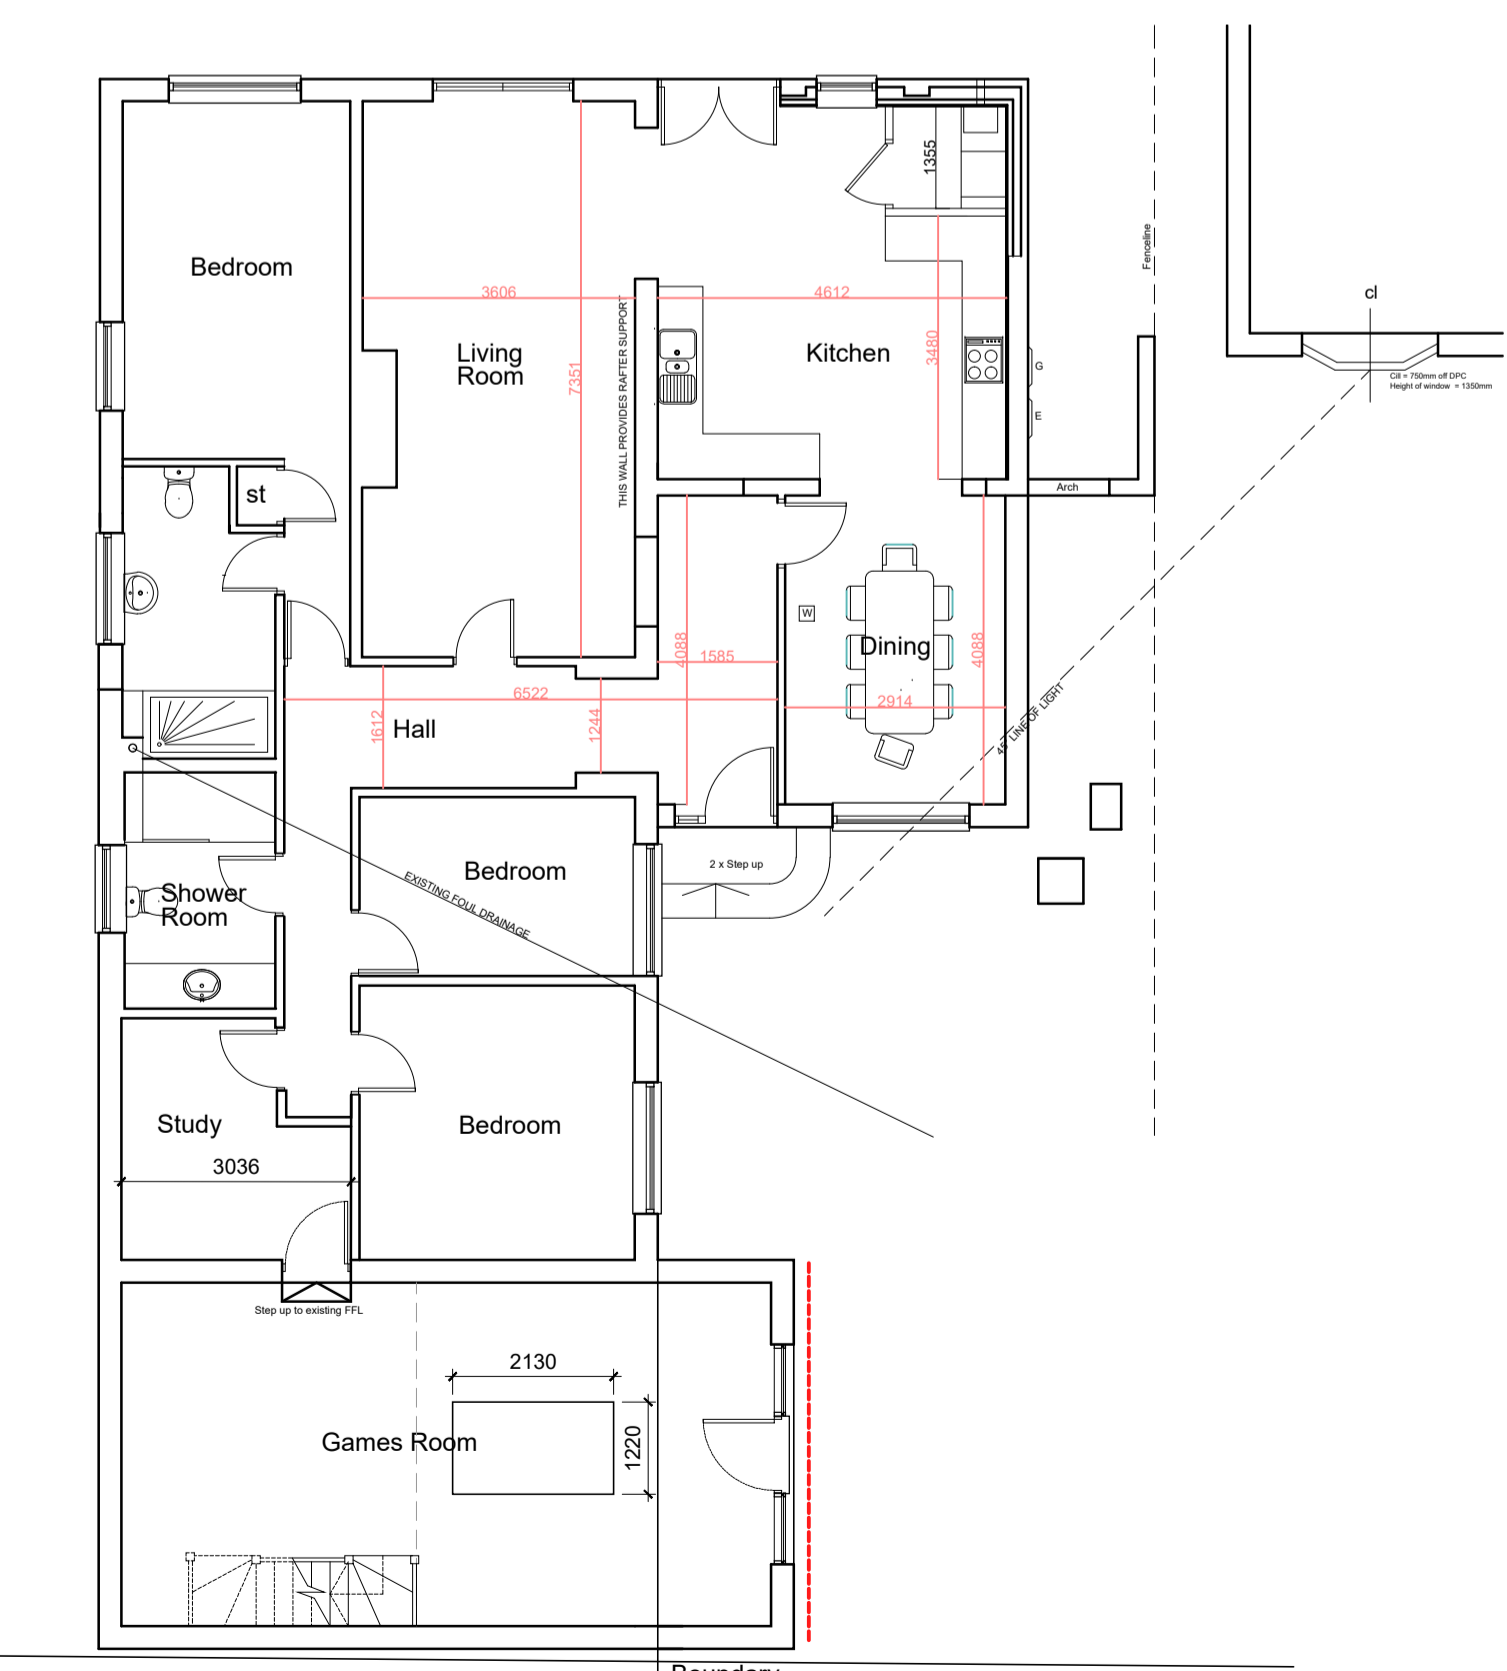 1355
Fenceline
Bedroom
3606
4612
cl
Living
Room
7351
THIS WALL PROVIDES RAFTER SUPPORT
Kitchen
3480
G
Cill = 750mm off DPC
Height of window = 1350mm
E
st
Arch
W
4088
1585
Dining
4088
6522
2914
1612
Hall
1244
45° LINE OF LIGHT
Bedroom
2 x Step up
EXISTING FOUL DRAINAGE
Shower
Room
Study
Bedroom
3036
Step up to existing FFL
2130
Games Room
1220
Boundary